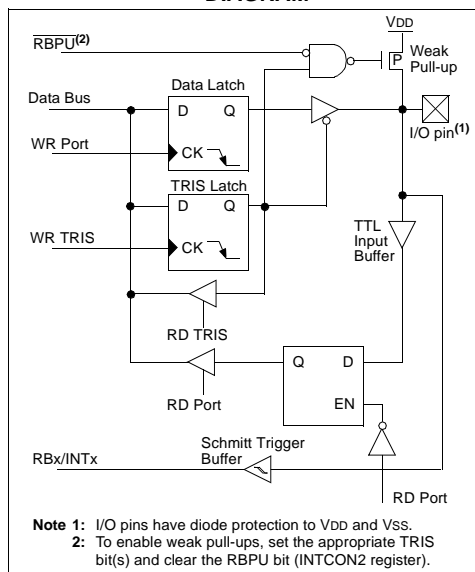 VDD
RBPU(2)
Weak
P
Pull-up
Data Latch
Data Bus
D
Q
I/O pin(1)
WR Port
CK
TRIS Latch
D
Q
TTL
Input
Buffer
WR TRIS
CK
RD TRIS
Q
D
RD Port
EN
Schmitt Trigger
Buffer
RBx/INTx
RD Port
Note 1: I/O pins have diode protection to VDD and VSS.
2: To enable weak pull-ups, set the appropriate TRIS
bit(s) and clear the RBPU bit (INTCON2 register).